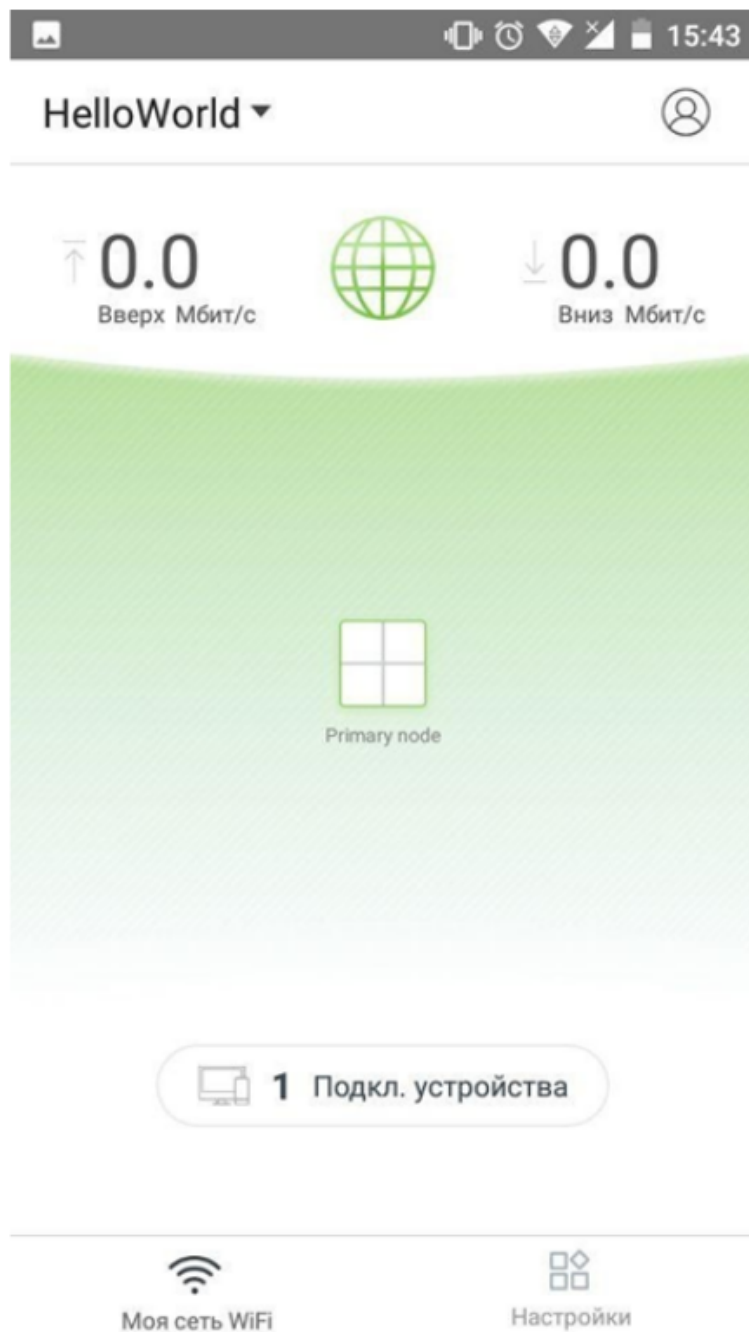 15:43
HelloWorld
0.0
Вверх Мбит/с
0.0
Вниз Мбит/с
Primary node
1 Подкл. устройства
Моя сеть WiFi
Настройки